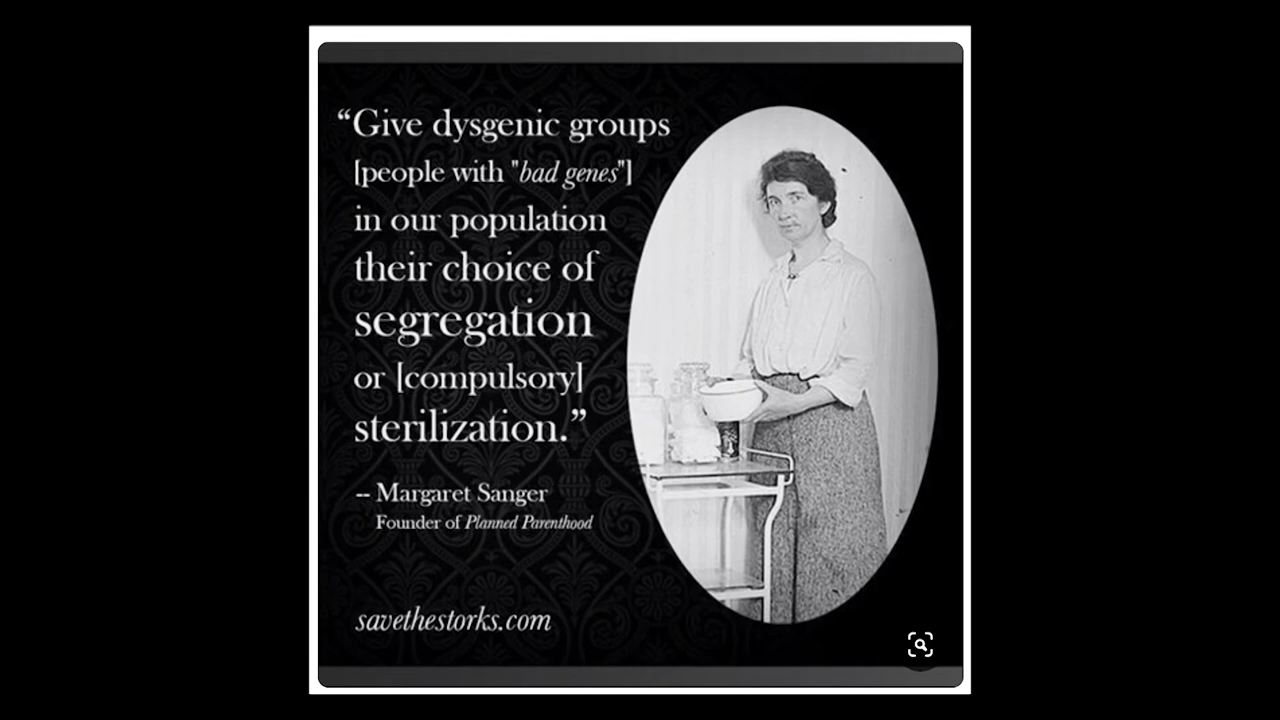 “Give dysgenic groups
[people with "bad genes"]
in our population
their choice of
segregation
or [compulsory]
sterilization.”
-- Margaret Sanger
Founder of Planned Parenthood
savethestorks.com